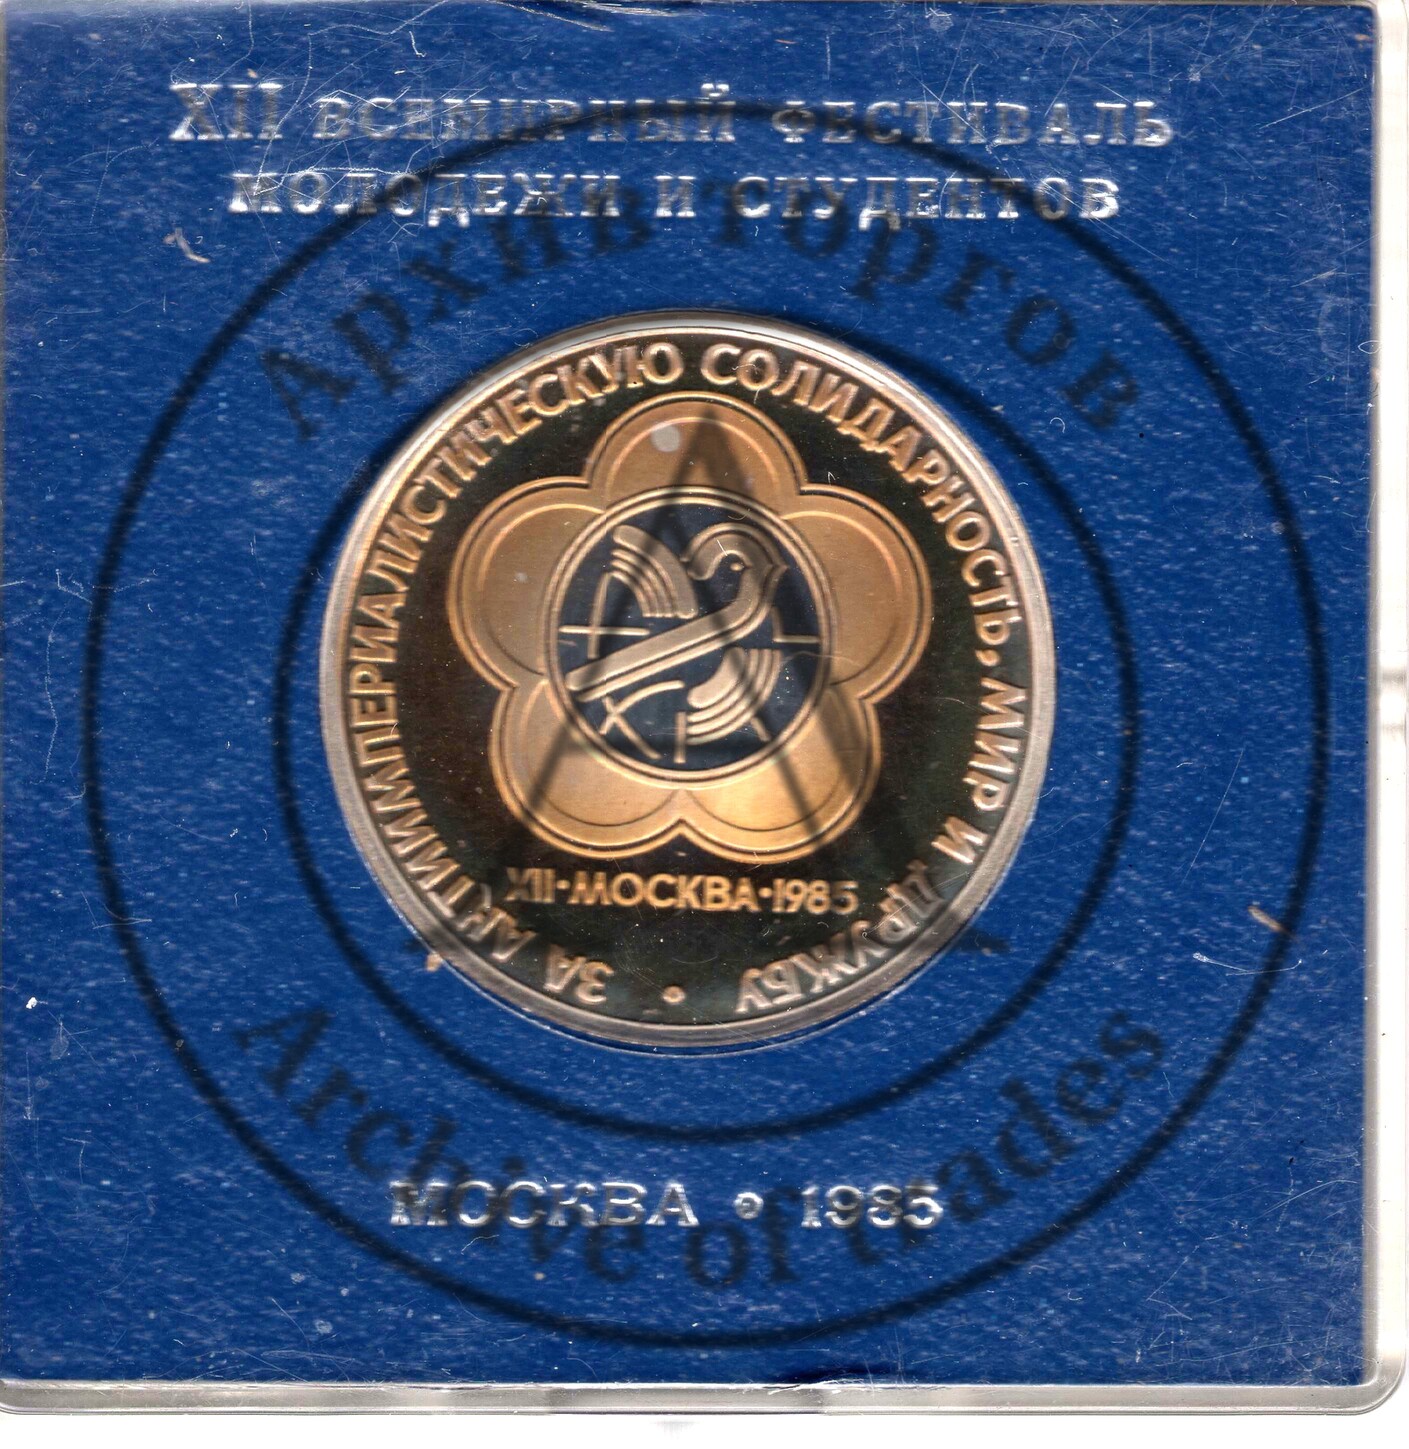 XII ВСЕМИРНЫЙ ФЕСТИВАЛЬ
МОЛОДЕЖИ И СТУДЕНТОВ
Архив торгов
ЗА АНТИИМПЕРИАЛИСТИЧЕСКУЮ СОЛИДАРНОСТЬ, МИР И ДРУЖБУ •
XII·МОСКВА·1985
МОСКВА • 1985
Archive of trades